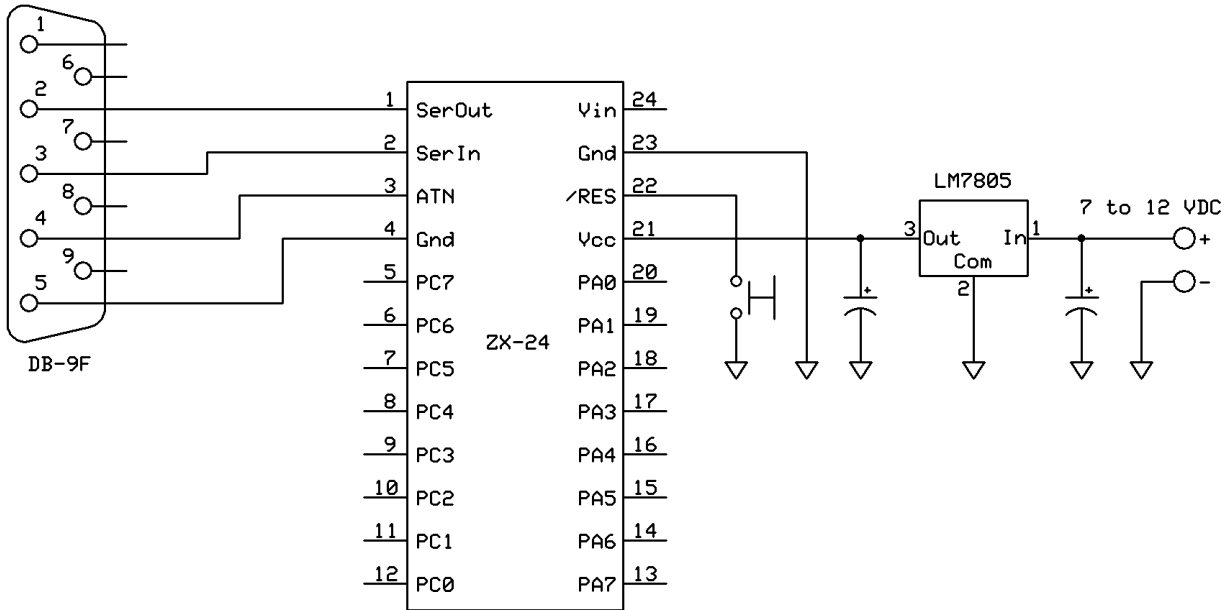 1
6
2
7
3
8
4
9
5
DB-9F
ZX-24
1 SerOut
2 SerIn
3 ATN
4 Gnd
5 PC7
6 PC6
7 PC5
8 PC4
9 PC3
10 PC2
11 PC1
12 PC0
Vin 24
Gnd 23
/RES 22
Vcc 21
PA0 20
PA1 19
PA2 18
PA3 17
PA4 16
PA5 15
PA6 14
PA7 13
LM7805
3 Out In 1
Com
2
+
+
7 to 12 VDC
+
-